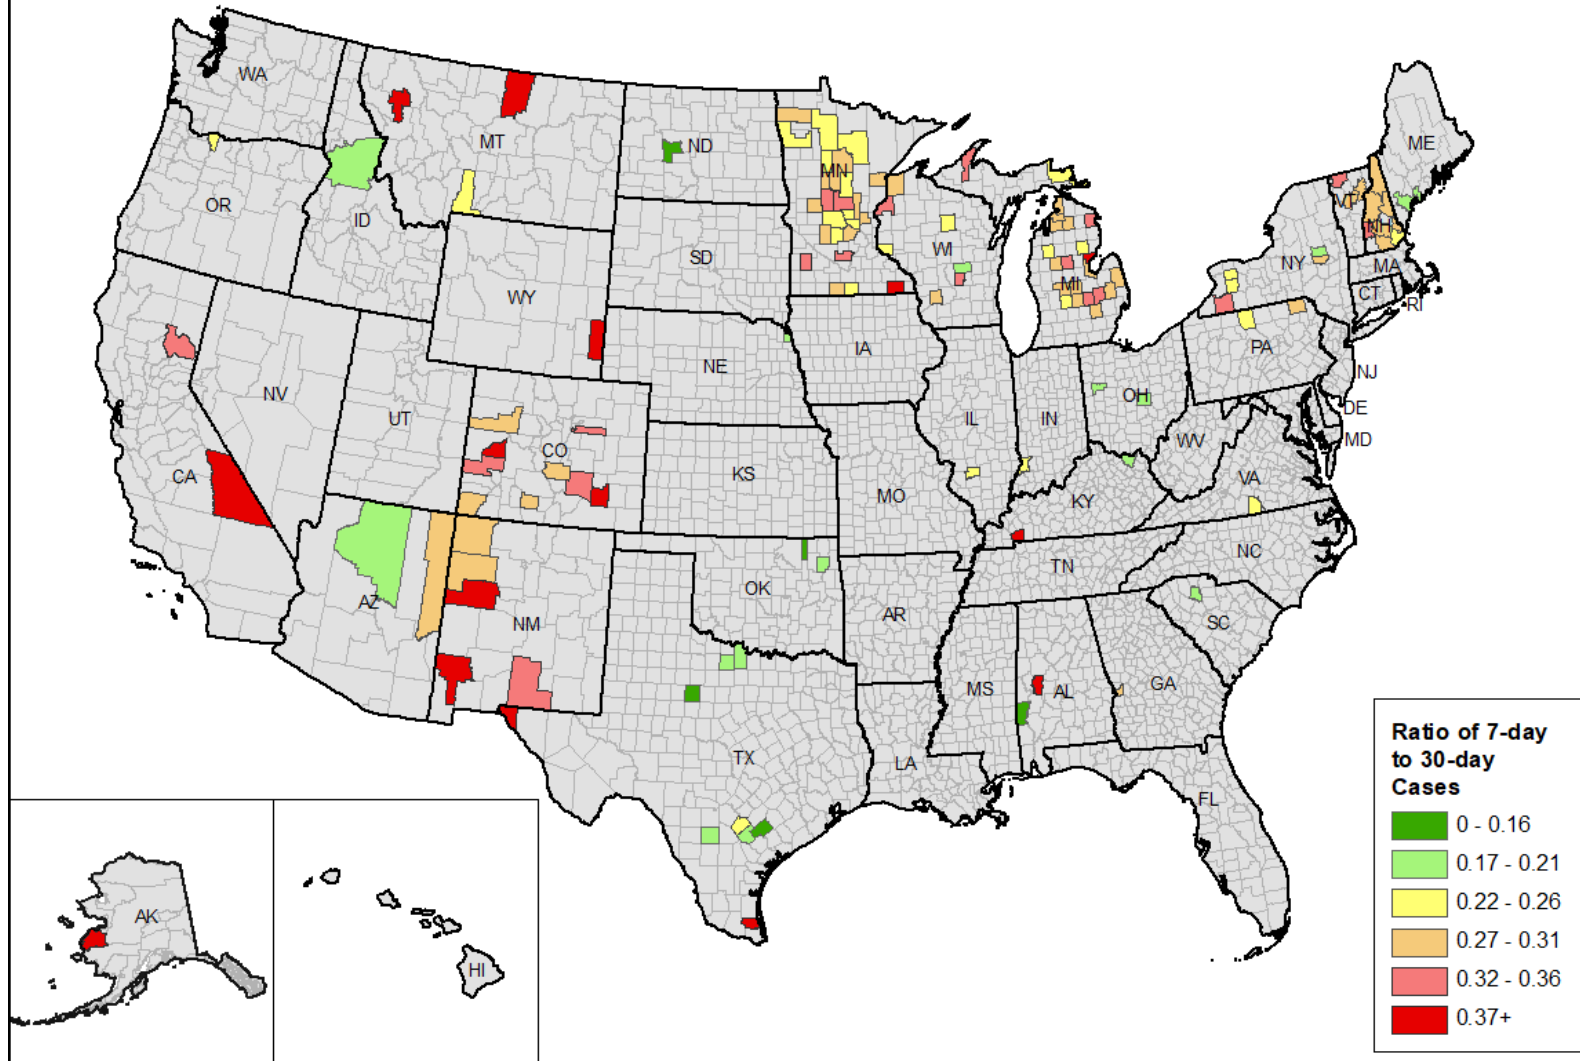 WA
MT
ND
MN
ME
OR
ID
SD
WI
VT
NH
NY
MA
CT
RI
MI
WY
IA
NE
PA
NJ
NV
UT
CO
IL
IN
OH
DE
MD
WV
CA
KS
MO
KY
VA
AZ
NM
OK
AR
TN
NC
SC
MS
AL
GA
TX
LA
FL
AK
HI
Ratio of 7-day
to 30-day
Cases
0 - 0.16
0.17 - 0.21
0.22 - 0.26
0.27 - 0.31
0.32 - 0.36
0.37+